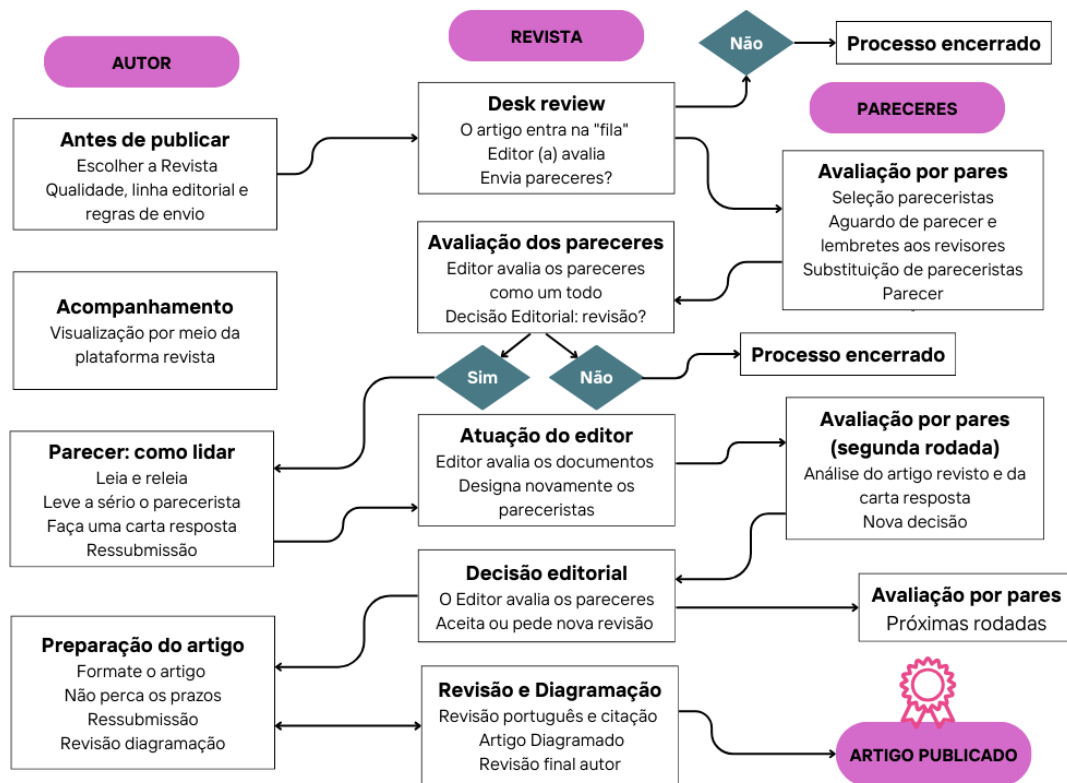 AUTOR
REVISTA
Não
Processo encerrado
PARECERES
Antes de publicar
Escolher a Revista
Qualidade, linha editorial e
regras de envio
Desk review
O artigo entra na "fila"
Editor (a) avalia
Envia pareceres?
Avaliação por pares
Seleção pareceristas
Aguardo de parecer e
lembretes aos revisores
Substituição de pareceristas
Parecer
Avaliação dos pareceres
Editor avalia os pareceres
como um todo
Decisão Editorial: revisão?
Acompanhamento
Visualização por meio da
plataforma revista
Sim
Não
Processo encerrado
Parecer: como lidar
Leia e releia
Leve a sério o parecerista
Faça uma carta resposta
Ressubmissão
Atuação do editor
Editor avalia os documentos
Designa novamente os
pareceristas
Avaliação por pares
(segunda rodada)
Análise do artigo revisto e da
carta resposta
Nova decisão
Decisão editorial
O Editor avalia os pareceres
Aceita ou pede nova revisão
Avaliação por pares
Próximas rodadas
Preparação do artigo
Formate o artigo
Não perca os prazos
Ressubmissão
Revisão diagramação
Revisão e Diagramação
Revisão português e citação
Artigo Diagramado
Revisão final autor
ARTIGO PUBLICADO